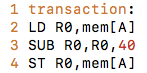 1 transaction:
2 LD R0,mem[A]
3 SUB R0,R0,40
4 ST R0,mem[A]